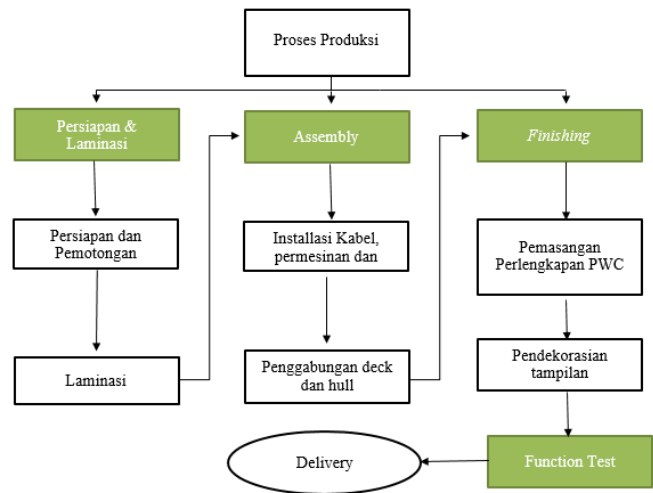 Proses Produksi
Persiapan &
Laminasi
Assembly
Finishing
Persiapan dan
Pemotongan
Installasi Kabel,
permesinan dan
Pemasangan
Perlengkapan PWC
Laminasi
Penggabungan deck
dan hull
Pendekorasian
tampilan
Delivery
Function Test